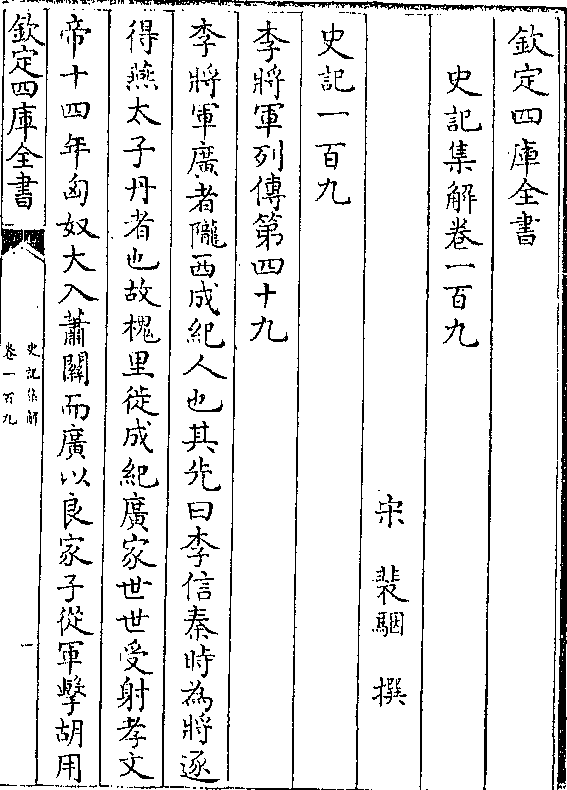 欽定四庫全書
史記集解卷一百九
宋 裴駰 撰
史記一百九
李將軍列傳第四十九
李將軍廣者隴西成紀人也其先曰李信秦時為將逐
得燕太子丹者也故槐里徙成紀廣家世世受射孝文
帝十四年匈奴大入蕭關而廣以良家子從軍擊胡用
欽定四庫全書
史記集解
卷一百九